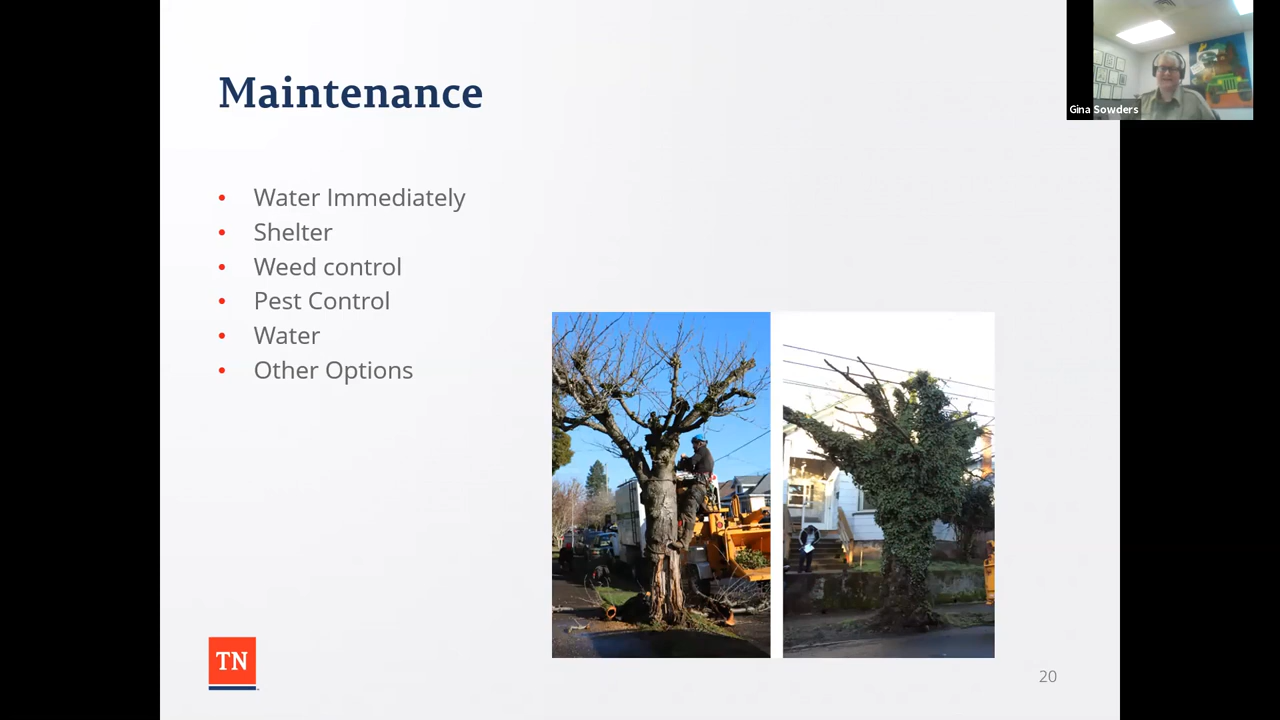 Maintenance
Gina Sowders
• Water Immediately
• Shelter
• Weed control
• Pest Control
• Water
• Other Options
TN
20